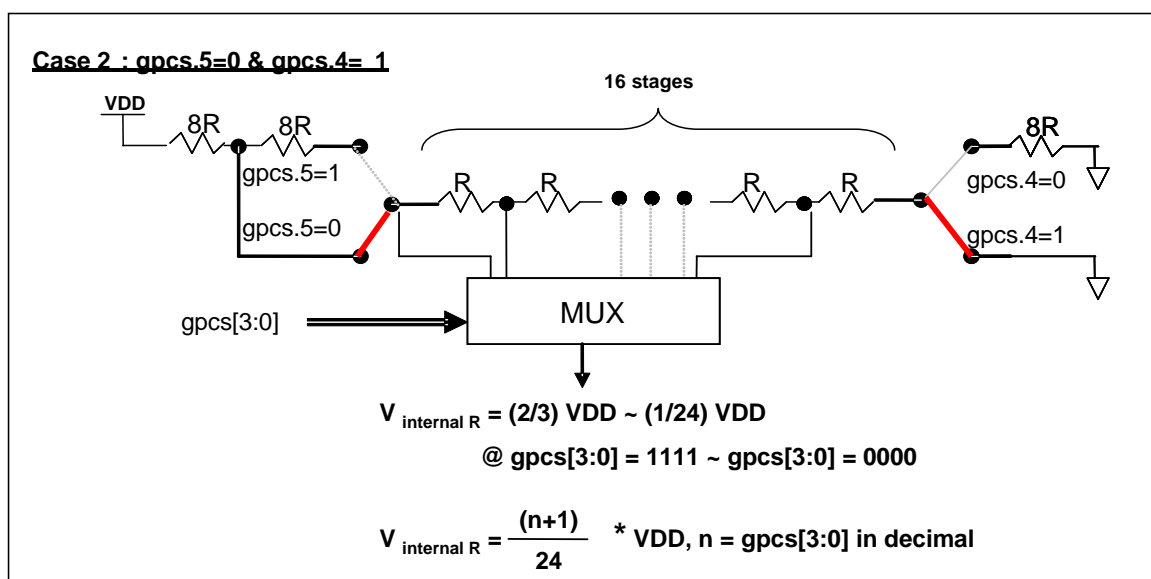 Case 2 : gpcs.5=0 & gpcs.4= 1
16 stages
VDD
8R 8R 8R
gpcs.5=1
R R R R
gpcs.4=0
gpcs.5=0
gpcs.4=1
gpcs[3:0]
MUX
V internal R = (2/3) VDD ~ (1/24) VDD
@ gpcs[3:0] = 1111 ~ gpcs[3:0] = 0000
(n+1)
V internal R = * VDD, n = gpcs[3:0] in decimal
24